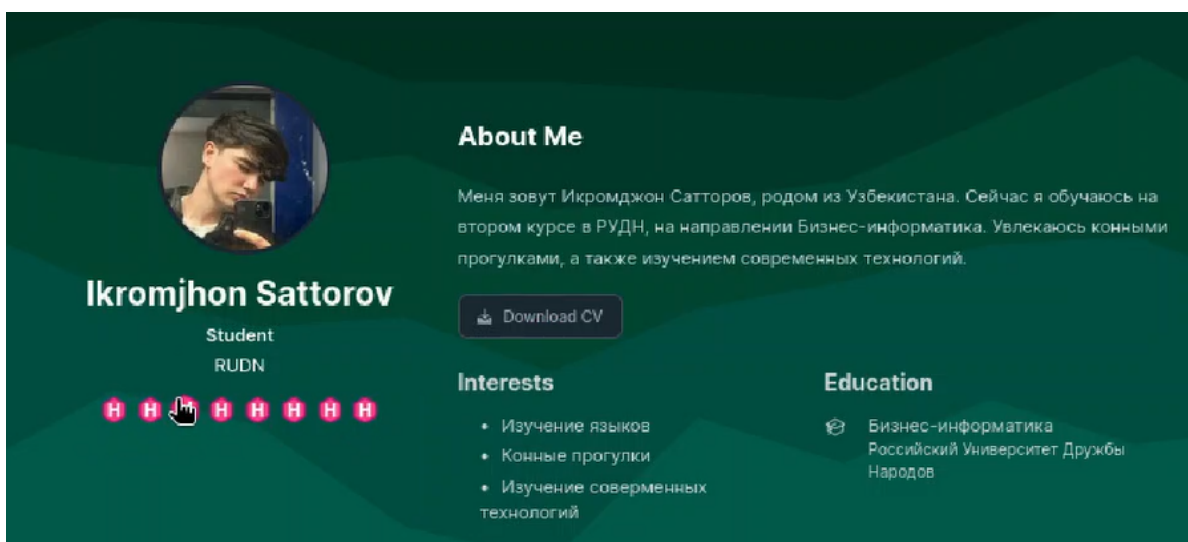 About Me
Меня зовут Икромджон Сатторов, родом из Узбекистана. Сейчас я обучаюсь на
втором курсе в РУДН, на направлении Бизнес-информатика. Увлекаюсь конными
прогулками, а также изучением современных технологий.
Download CV
Ikromjhon Sattorov
Student
RUDN
H H H H H H H H
Interests
• Изучение языков
• Конные прогулки
• Изучение соверменных
технологий
Education
Бизнес-информатика
Российский Университет Дружбы
Народов